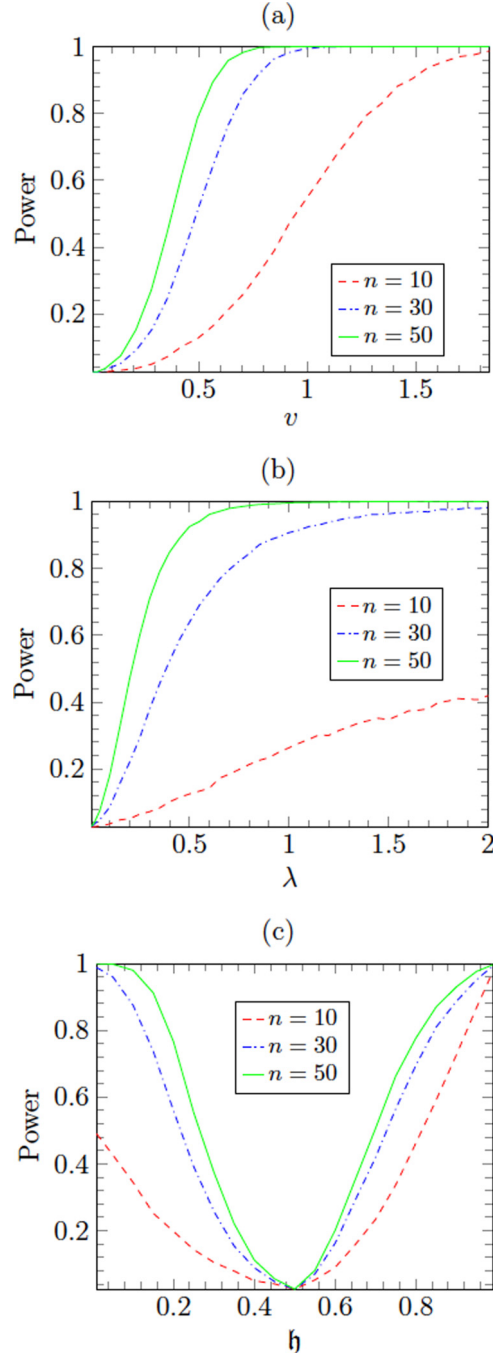 (a)
1
0.8
0.6
0.4
0.2
Power
n = 10
n = 30
n = 50
0.5
1
1.5
v
(b)
1
0.8
0.6
0.4
0.2
Power
n = 10
n = 30
n = 50
0.5
1
1.5
2
λ
(c)
1
0.8
0.6
0.4
0.2
Power
n = 10
n = 30
n = 50
0.2
0.4
0.6
0.8
𝔥